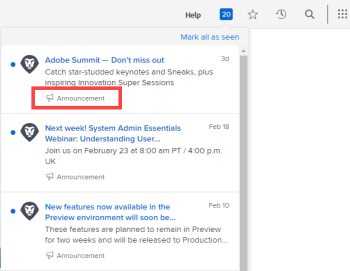 Help 20
Mark all as seen
Adobe Summit — Don't miss out 3d
Catch star-studded keynotes and Sneaks, plus
inspiring Innovation Super Sessions
Announcement
Next week! System Admin Essentials Feb 18
Webinar: Understanding User...
Join us on February 23 at 8:00 am PT / 4:00 p.m.
UK
Announcement
New features now available in the Feb 10
Preview environment will soon be...
These features are planned to remain in Preview
for two weeks and will be released to Production...
Announcement